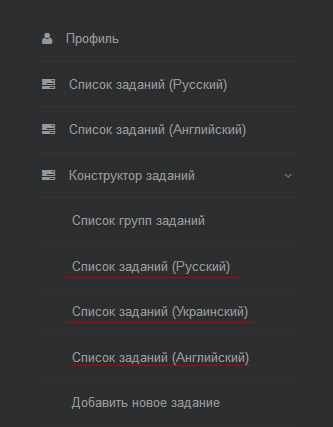 Профиль
Список заданий (Русский)
Список заданий (Английский)
Конструктор заданий
Список групп заданий
Список заданий (Русский)
Список заданий (Украинский)
Список заданий (Английский)
Добавить новое задание